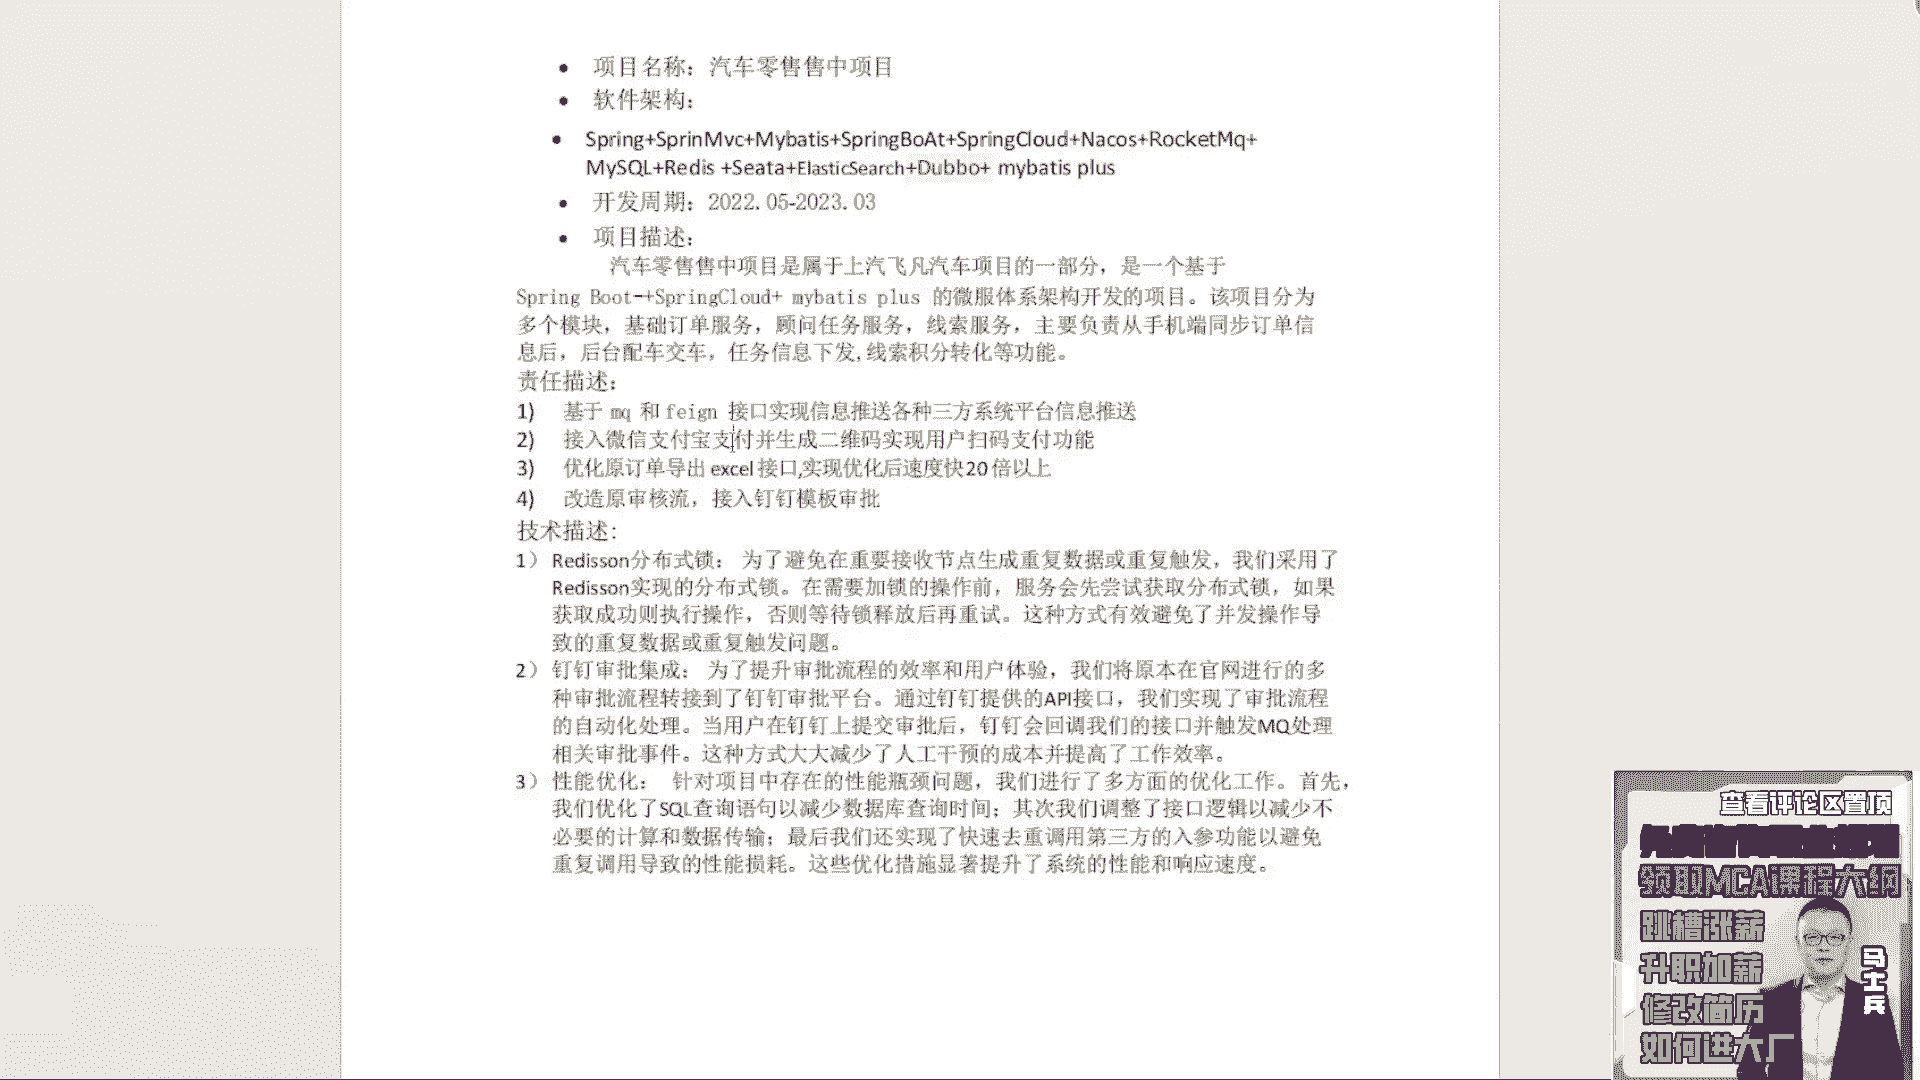 项目名称：汽车零售售中项目
软件架构：
Spring+SprinMvc+Mybatis+SpringBoAt+SpringCloud+Nacos+RocketMq+
MySQL+Redis +Seata+ElasticSearch+Dubbo+ mybatis plus
开发周期：2022.05-2023.03
项目描述：
汽车零售售中项目是属于上汽飞凡汽车项目的一部分，是一个基于
Spring Boot-+SpringCloud+ mybatis plus 的微服体系架构开发的项目。该项目分为
多个模块，基础订单服务，顾问任务服务，线索服务，主要负责从手机端同步订单信
息后，后台配车交车，任务信息下发,线索积分转化等功能。
责任描述：
1) 基于 mq 和 feign 接口实现信息推送各种三方系统平台信息推送
2) 接入微信支付宝支付并生成二维码实现用户扫码支付功能
3) 优化原订单导出 excel 接口,实现优化后速度快20 倍以上
4) 改造原审核流，接入钉钉模板审批
技术描述:
1） Redisson分布式锁： 为了避免在重要接收节点生成重复数据或重复触发，我们采用了
Redisson实现的分布式锁。在需要加锁的操作前，服务会先尝试获取分布式锁，如果
获取成功则执行操作，否则等待锁释放后再重试。这种方式有效避免了并发操作导
致的重复数据或重复触发问题。
2） 钉钉审批集成： 为了提升审批流程的效率和用户体验，我们将原本在官网进行的多
种审批流程转接到了钉钉审批平台。通过钉钉提供的API接口，我们实现了审批流程
的自动化处理。当用户在钉钉上提交审批后，钉钉会回调我们的接口并触发MQ处理
相关审批事件。这种方式大大减少了人工干预的成本并提高了工作效率。
3） 性能优化： 针对项目中存在的性能瓶颈问题，我们进行了多方面的优化工作。首先，
我们优化了SQL查询语句以减少数据库查询时间；其次我们调整了接口逻辑以减少不
必要的计算和数据传输；最后我们还实现了快速去重调用第三方的入参功能以避免
重复调用导致的性能损耗。这些优化措施显著提升了系统的性能和响应速度。
查看评论区置顶
领取MCA课程大纲
跳槽涨薪
升职加薪
修改简历
如何进大厂
马士兵